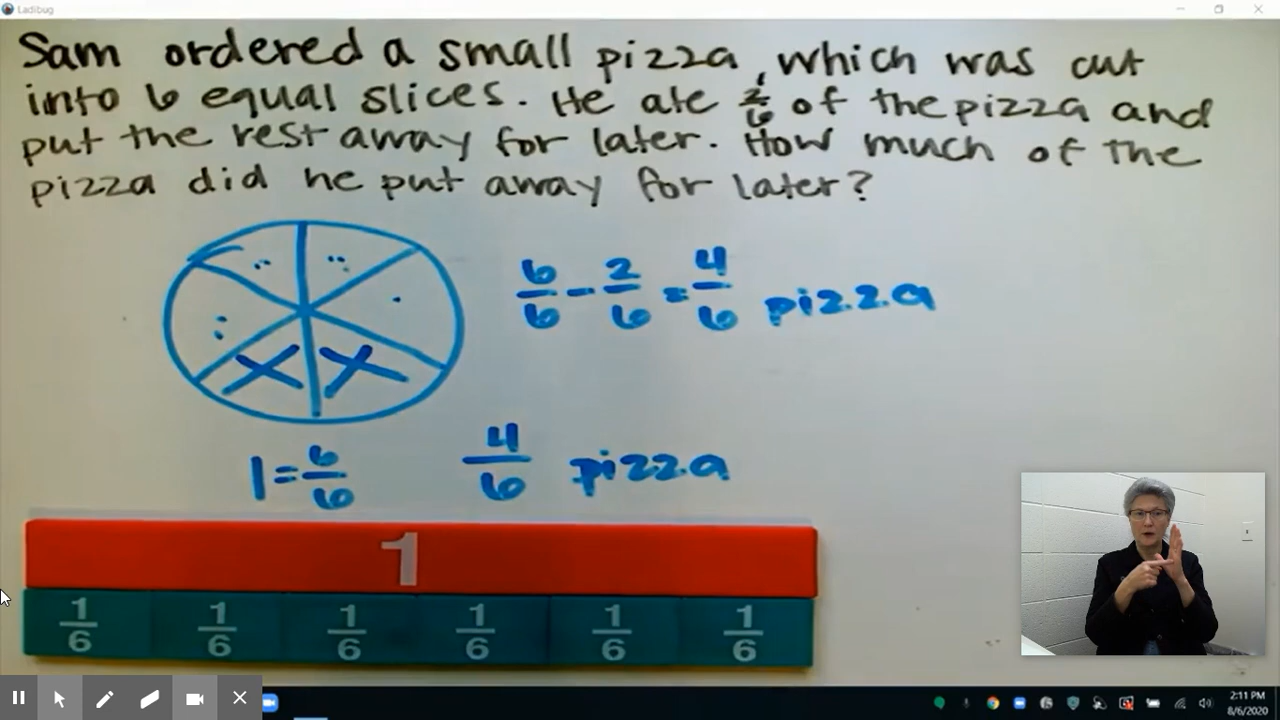 Ladibug
Sam ordered a small pizza, which was cut
into 6 equal slices. He ate 2/6 of the pizza and
put the rest away for later. How much of the
pizza did he put away for later?
6/6 - 2/6 = 4/6 pizza
1 = 6/6
4/6 pizza
1
1/6 1/6 1/6 1/6 1/6 1/6
2:11 PM
8/6/2020